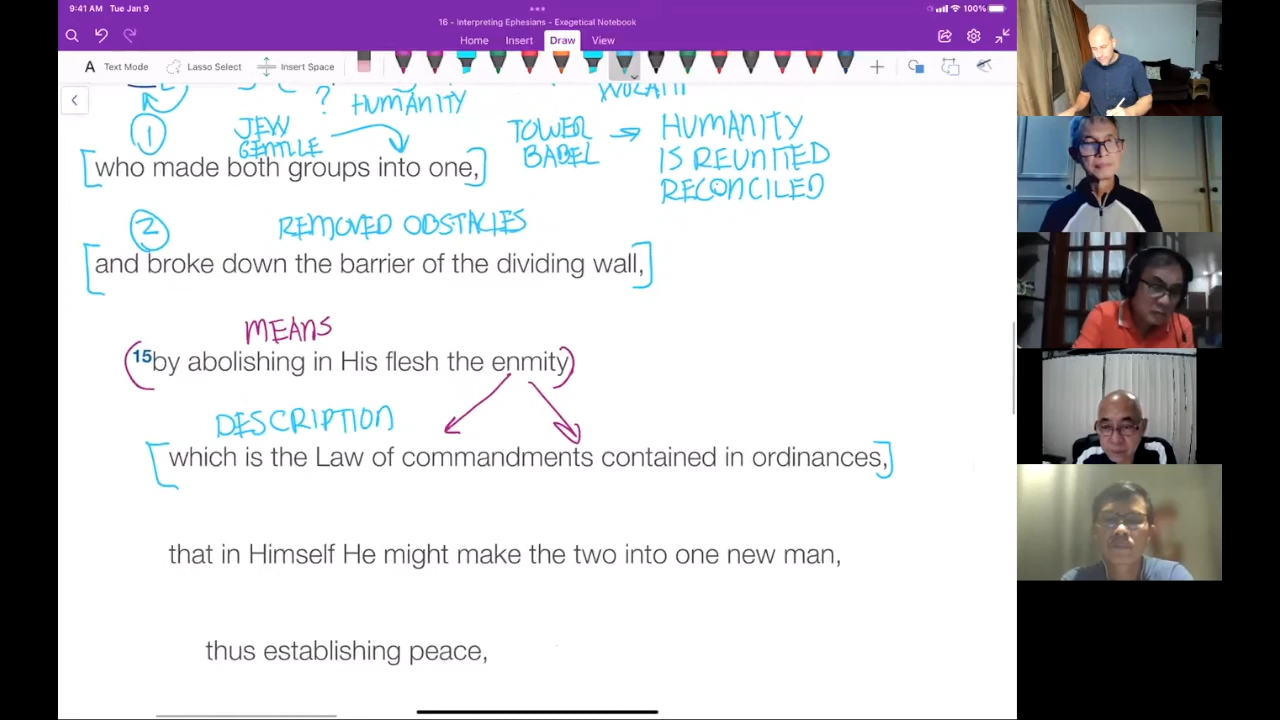 9:41 AM Tue Jan 9
100%
16 - Interpreting Ephesians - Exegetical Notebook
Home Insert Draw View
A Text Mode Lasso Select Insert Space
?
HUMANITY
1
JEW
GENTILE
TOWER
BABEL
HUMANITY
IS REUNITED
RECONCILED
[who made both groups into one,]
2
REMOVED OBSTACLES
[and broke down the barrier of the dividing wall,]
MEANS
(15by abolishing in His flesh the enmity)
DESCRIPTION
[which is the Law of commandments contained in ordinances,]
that in Himself He might make the two into one new man,
thus establishing peace,